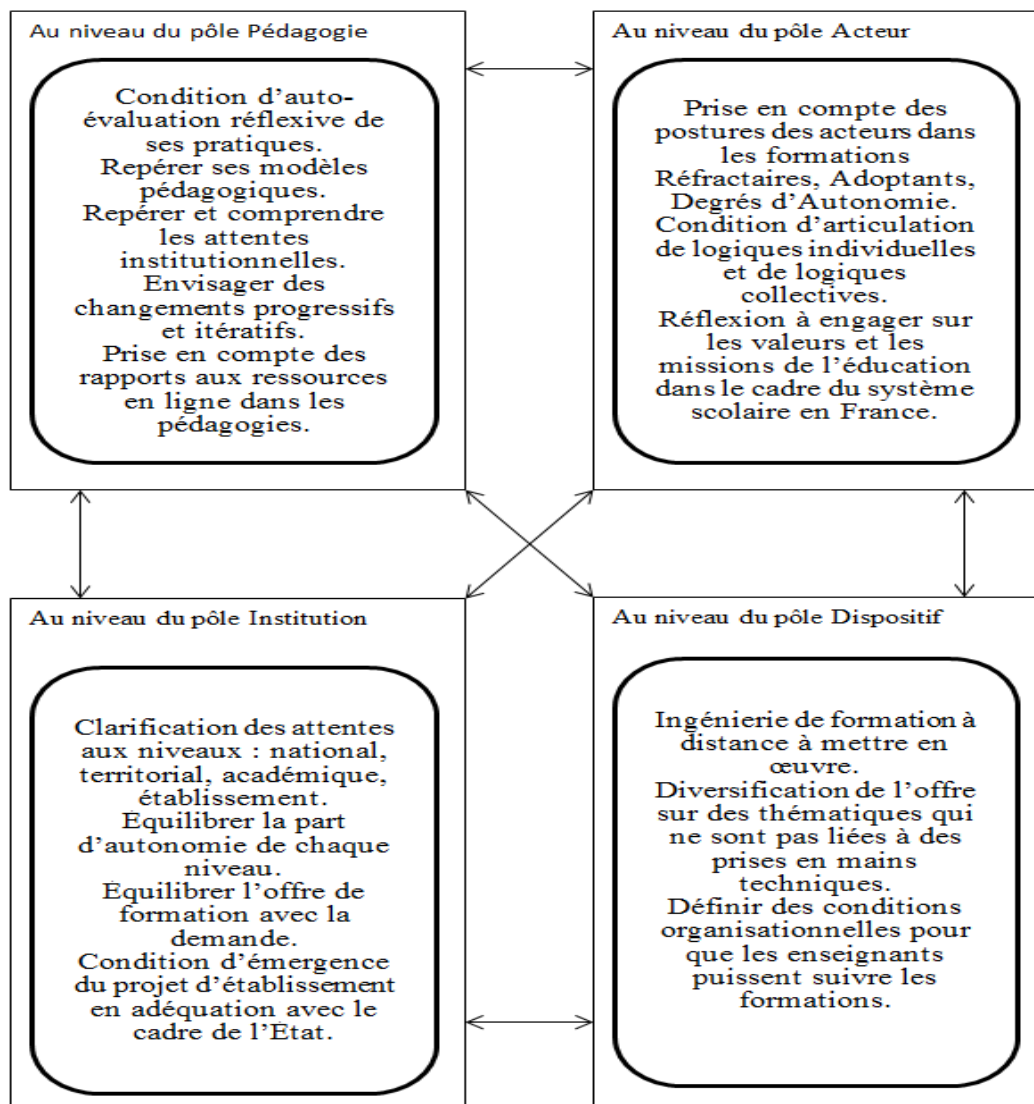 Au niveau du pôle Pédagogie
Condition d’auto-
évaluation réflexive de
ses pratiques.
Repérer ses modèles
pédagogiques.
Repérer et comprendre
les attentes
institutionnelles.
Envisager des
changements progressifs
et itératifs.
Prise en compte des
rapports aux ressources
en ligne dans les
pédagogies.
Au niveau du pôle Acteur
Prise en compte des
postures des acteurs dans
les formations
Réfractaires, Adoptants,
Degrés d’Autonomie.
Condition d’articulation
de logiques individuelles
et de logiques
collectives.
Réflexion à engager sur
les valeurs et les
missions de l’éducation
dans le cadre du système
scolaire en France.
Au niveau du pôle Institution
Clarification des attentes
aux niveaux : national,
territorial, académique,
établissement.
Équilibrer la part
d’autonomie de chaque
niveau.
Équilibrer l’offre de
formation avec la
demande.
Condition d’émergence
du projet d’établissement
en adéquation avec le
cadre de l’État.
Au niveau du pôle Dispositif
Ingénierie de formation à
distance à mettre en
œuvre.
Diversification de l’offre
sur des thématiques qui
ne sont pas liées à des
prises en mains
techniques.
Définir des conditions
organisationnelles pour
que les enseignants
puissent suivre les
formations.